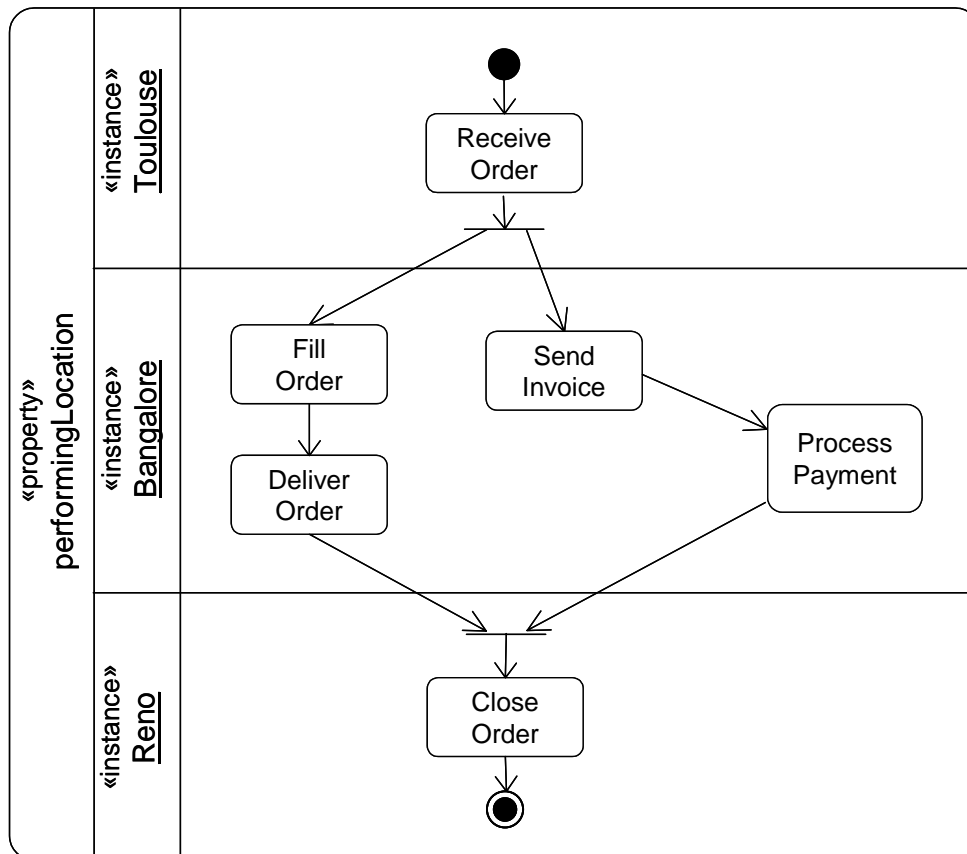 «property»
performingLocation
«instance»
Toulouse
Receive
Order
«instance»
Bangalore
Fill
Order
Send
Invoice
Process
Payment
Deliver
Order
«instance»
Reno
Close
Order